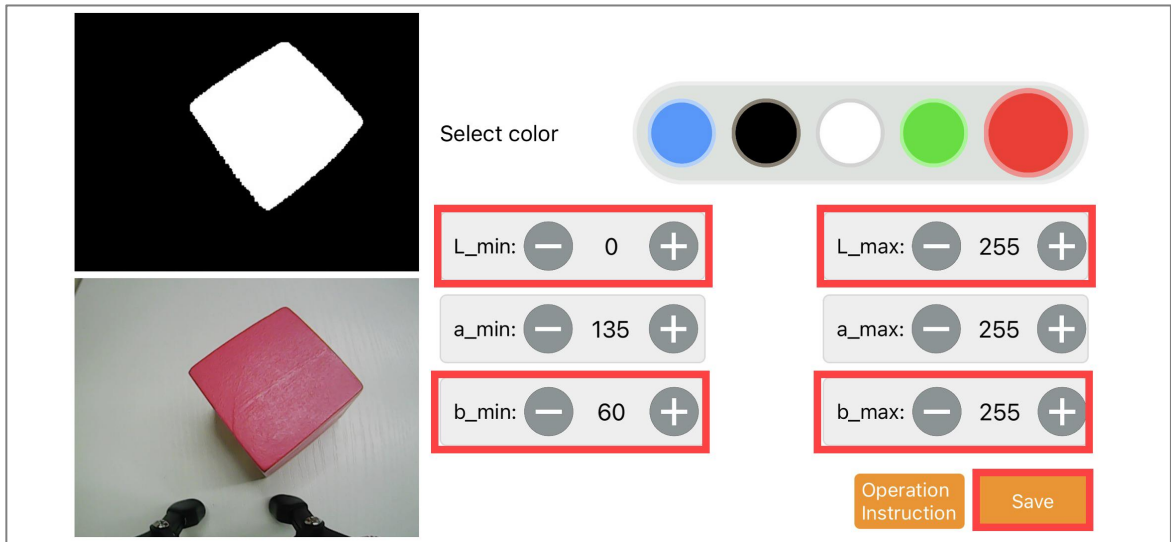 Select color
L_min: 0
L_max: 255
a_min: 135
a_max: 255
b_min: 60
b_max: 255
Operation
Instruction
Save